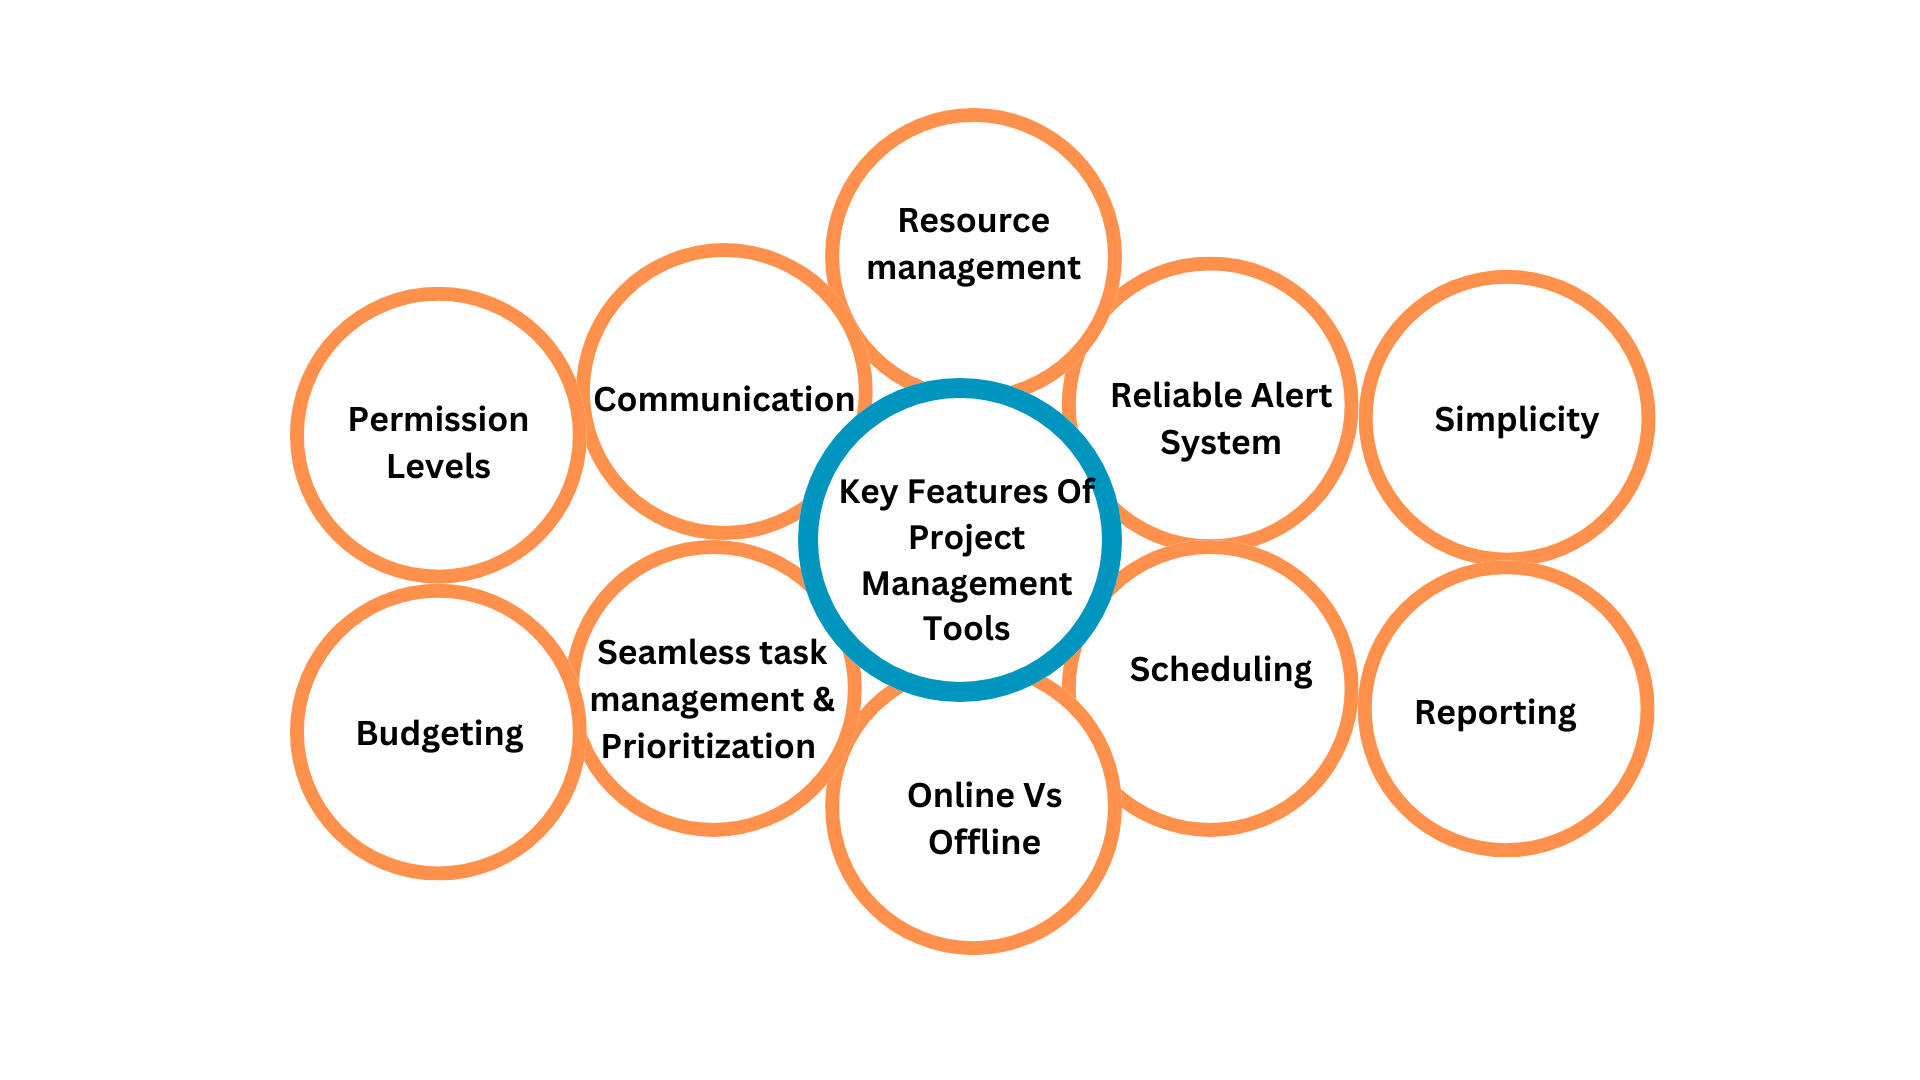 Resource
management
Communication
Reliable Alert
System
Simplicity
Permission
Levels
Key Features Of
Project
Management
Tools
Seamless task
management &
Prioritization
Scheduling
Reporting
Budgeting
Online Vs
Offline